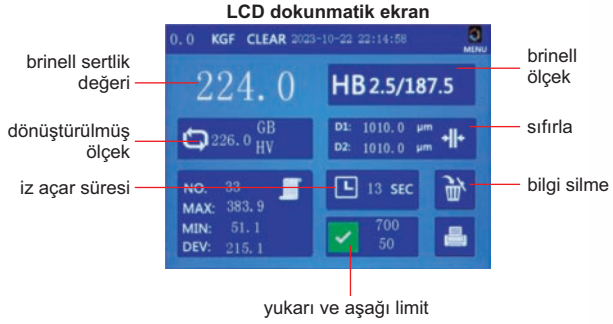 LCD dokunmatik ekran
0.0 KGF CLEAR 2023-10-22 22:14:58
MENU
brinell sertlik
değeri
224.0
HB 2.5/187.5
brinell
ölçek
dönüştürülmüş
ölçek
226.0 GB
HV
D1: 1010.0 μm
D2: 1010.0 μm
sıfırla
iz açar süresi
NO. 33
MAX: 383.9
MIN: 51.1
DEV: 215.1
13 SEC
bilgi silme
700
50
yukarı ve aşağı limit